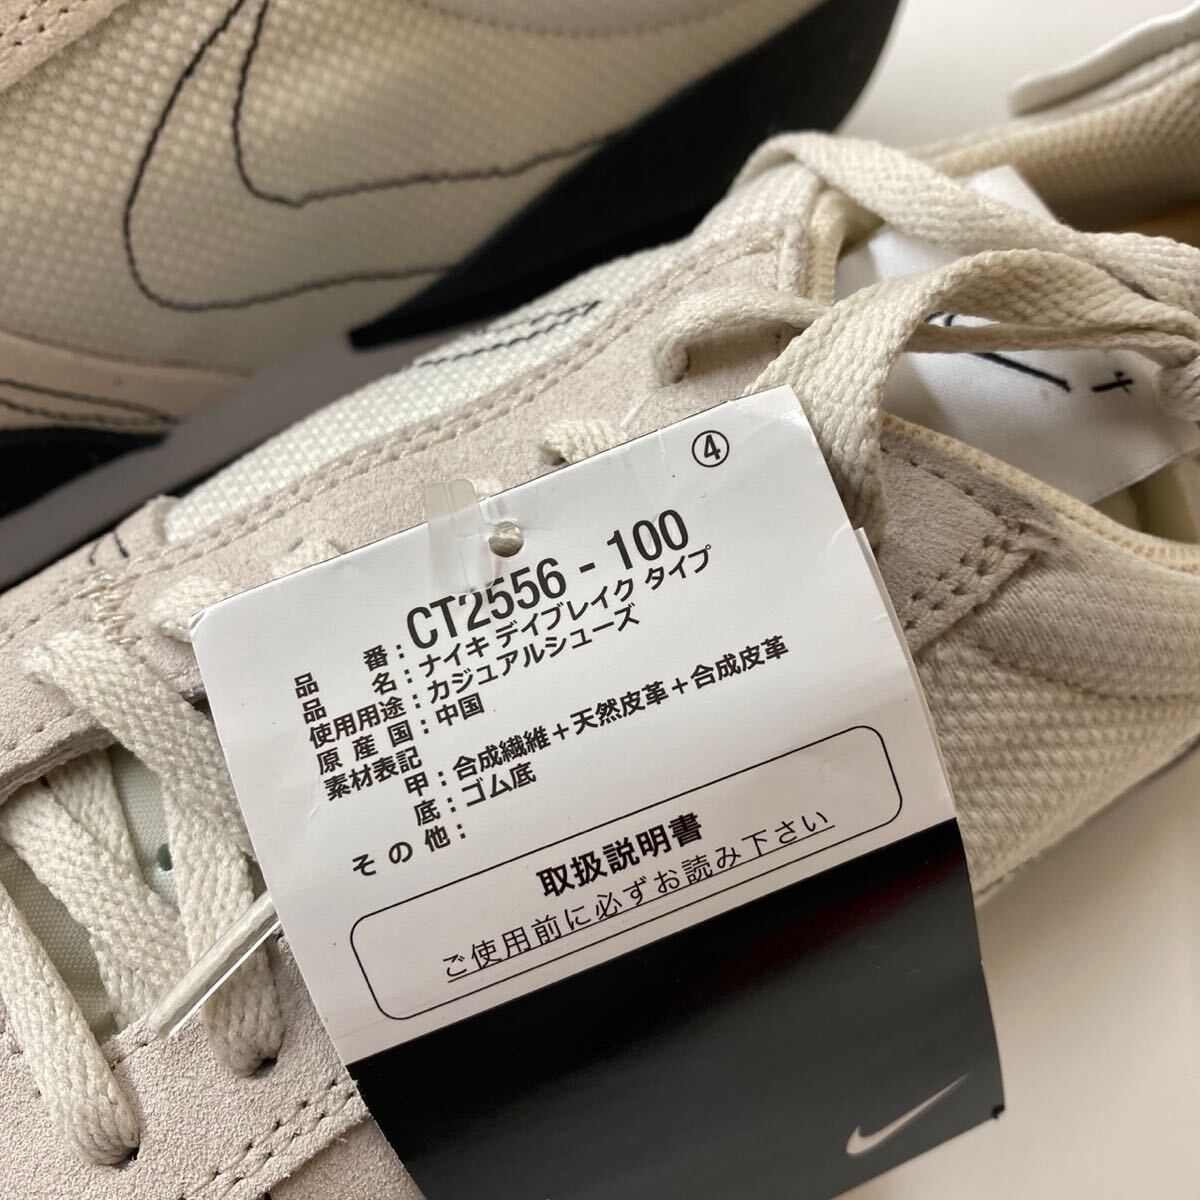 ④
品番：CT2556 - 100
品名：ナイキ デイブレイク タイプ
使用用途：カジュアルシューズ
原産国：中国
素材表記
甲：合成繊維＋天然皮革＋合成皮革
底：ゴム底
その他：
取扱説明書
ご使用前に必ずお読み下さい